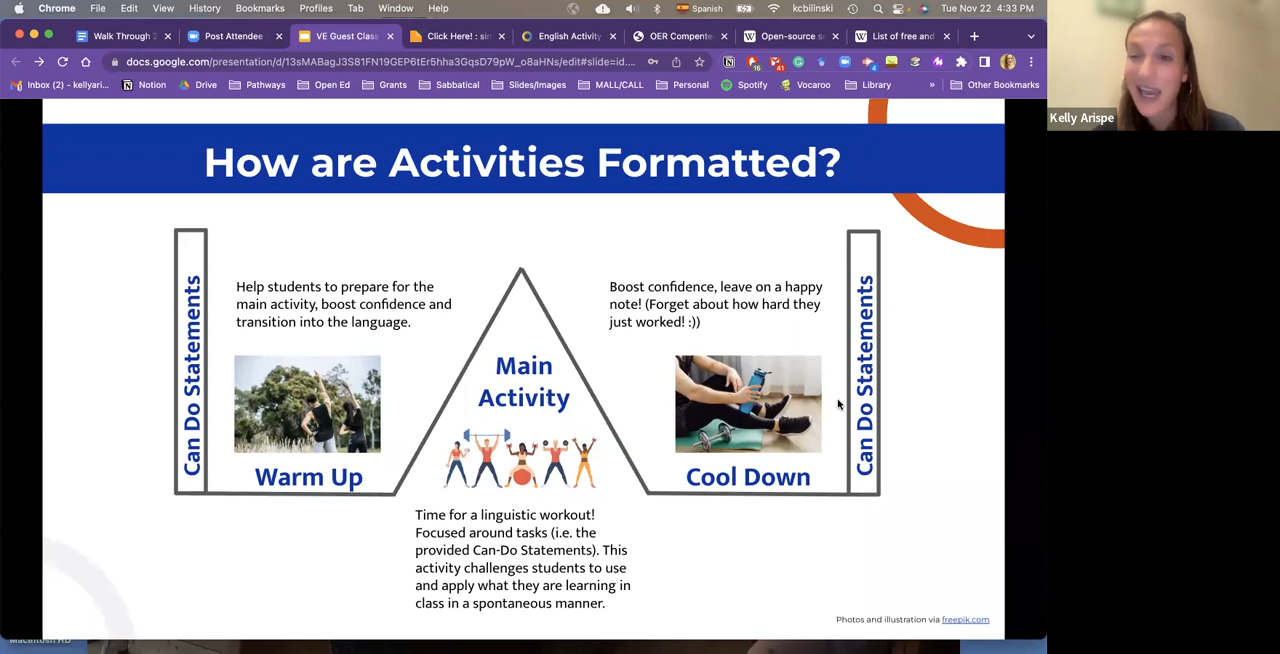 Chrome File Edit View History Bookmarks Profiles Tab Window Help Spanish kcbilinski Tue Nov 22 4:33 PM
Walk Through 2 Post Attendee VE Guest Class Click Here! : sim English Activity OER Compente Open-source so List of free and
docs.google.com/presentation/d/13sMABagJ3S81FN19GEP6tEr5hha3GqsD79pW_o8aHNs/edit#slide=id....
Inbox (80) - kellyari... Notion Drive Pathways Open Ed Grants Sabbatical Slides/Images MALL/CALL Personal Spotify Vocaroo Library » Other Bookmarks
Kelly Arispe
How are Activities Formatted?
Can Do Statements
Help students to prepare for the
main activity, boost confidence and
transition into the language.
Warm Up
Main
Activity
Time for a linguistic workout!
Focused around tasks (i.e. the
provided Can-Do Statements). This
activity challenges students to use
and apply what they are learning in
class in a spontaneous manner.
Boost confidence, leave on a happy
note! (Forget about how hard they
just worked! :))
Cool Down
Can Do Statements
Photos and illustration via freepik.com
Macintosh HD